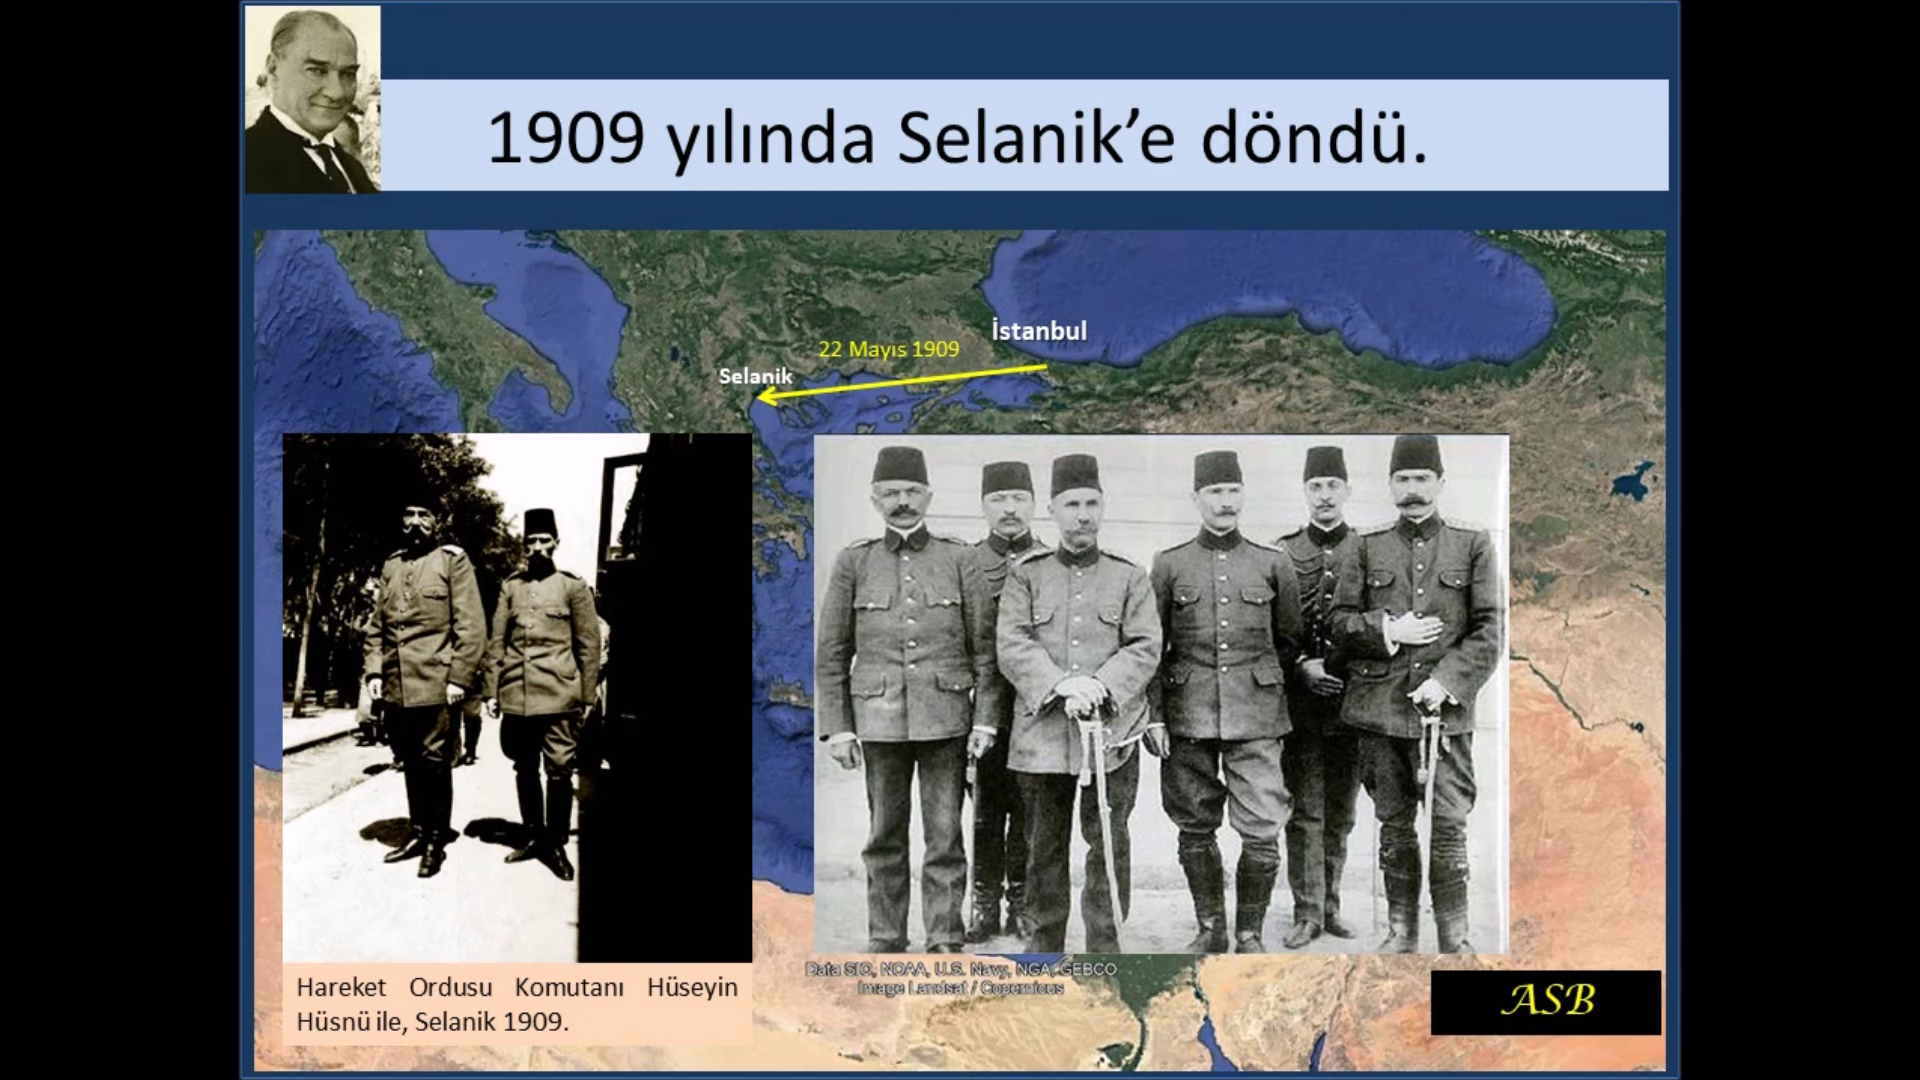 1909 yılında Selanik’e döndü.
İstanbul
22 Mayıs 1909
Selanik
Hareket Ordusu Komutanı Hüseyin
Hüsnü ile, Selanik 1909.
Data SIO, NOAA, U.S. Navy, NGA, GEBCO
Image Landsat / Copernicus
ASB